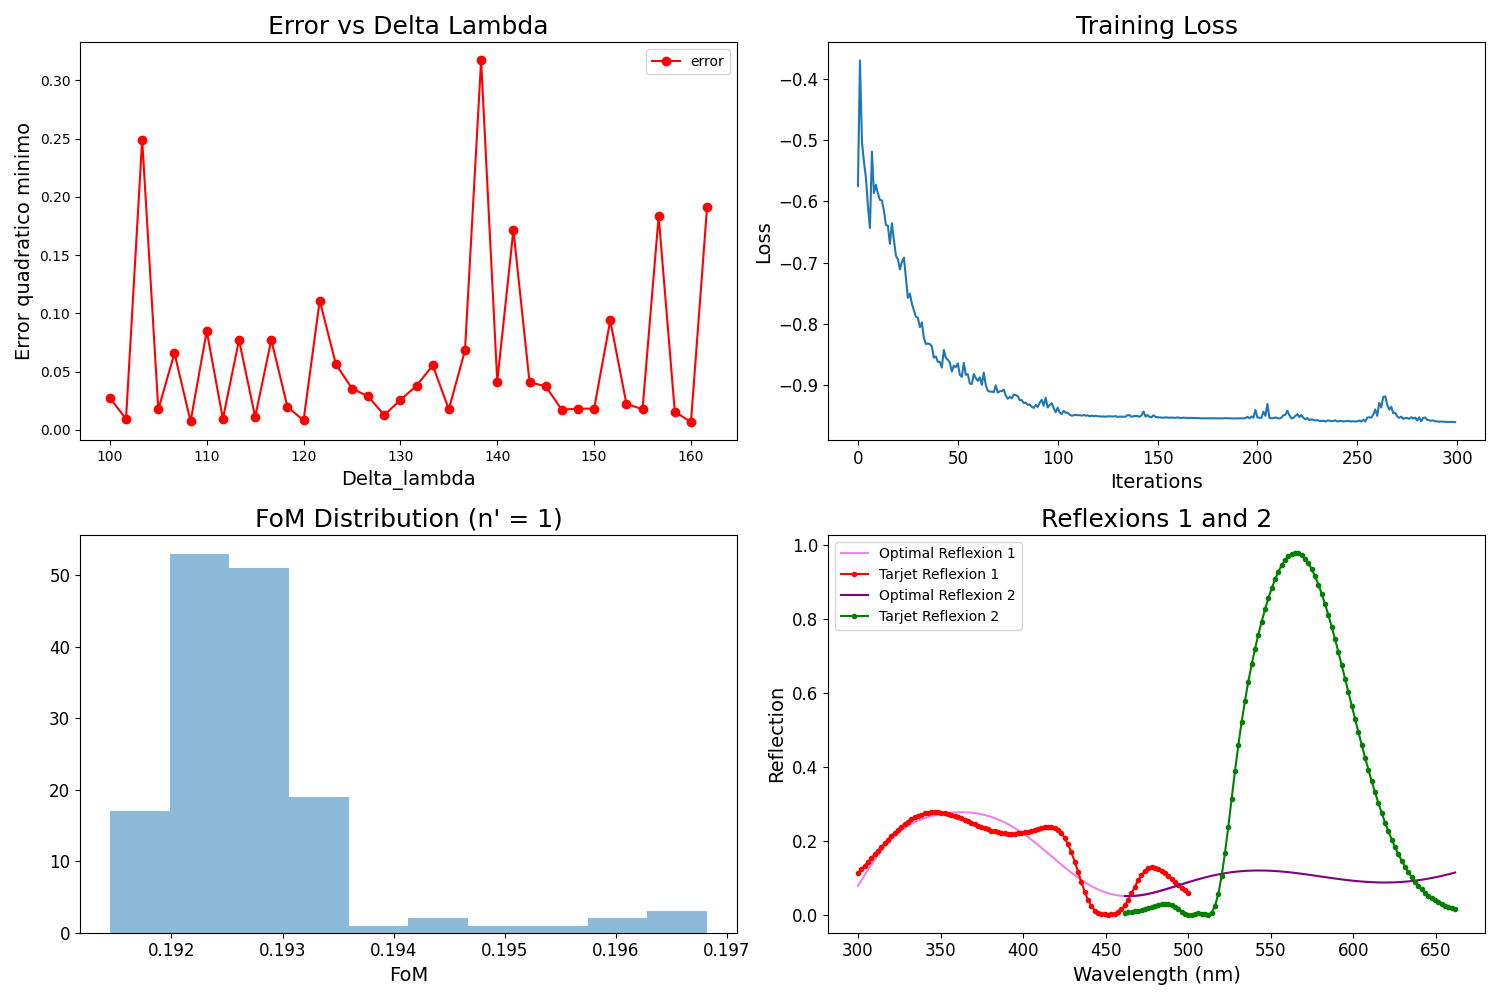 Error vs Delta Lambda
Error quadratico minimo
0.30
0.25
0.20
0.15
0.10
0.05
0.00
error
100 110 120 130 140 150 160
Delta_lambda
Training Loss
Loss
−0.4
−0.5
−0.6
−0.7
−0.8
−0.9
0 50 100 150 200 250 300
Iterations
FoM Distribution (n' = 1)
50
40
30
20
10
0
0.192 0.193 0.194 0.195 0.196 0.197
FoM
Reflexions 1 and 2
Reflection
1.0
0.8
0.6
0.4
0.2
0.0
Optimal Reflexion 1
Tarjet Reflexion 1
Optimal Reflexion 2
Tarjet Reflexion 2
300 350 400 450 500 550 600 650
Wavelength (nm)